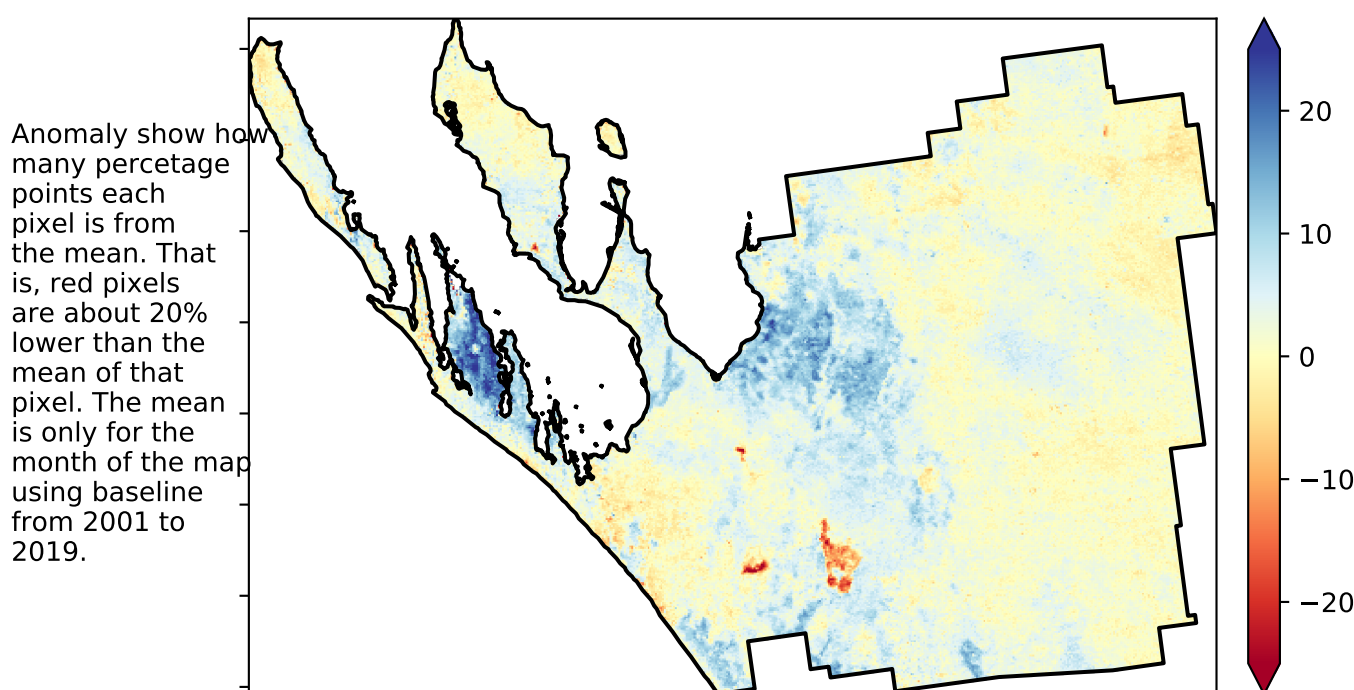 Anomaly show how
many percetage
points each
pixel is from
the mean. That
is, red pixels
are about 20%
lower than the
mean of that
pixel. The mean
is only for the
month of the map
using baseline
from 2001 to
2019.
20
10
0
−10
−20